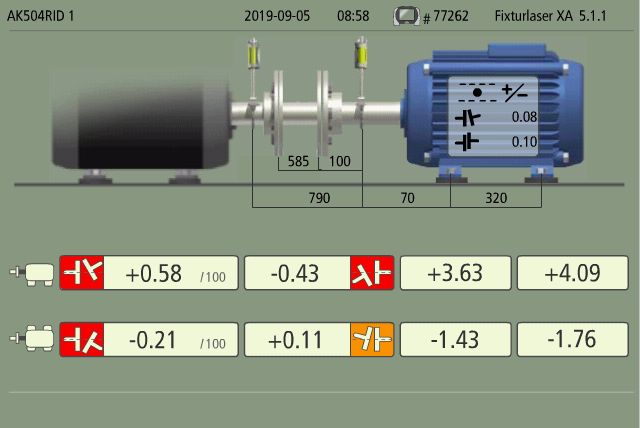 AK504RID 1 2019-09-05 08:58 # 77262 Fixturlaser XA 5.1.1
+/-
0.08
0.10
585 100
790 70 320
+0.58 /100 -0.43 +3.63 +4.09
-0.21 /100 +0.11 -1.43 -1.76